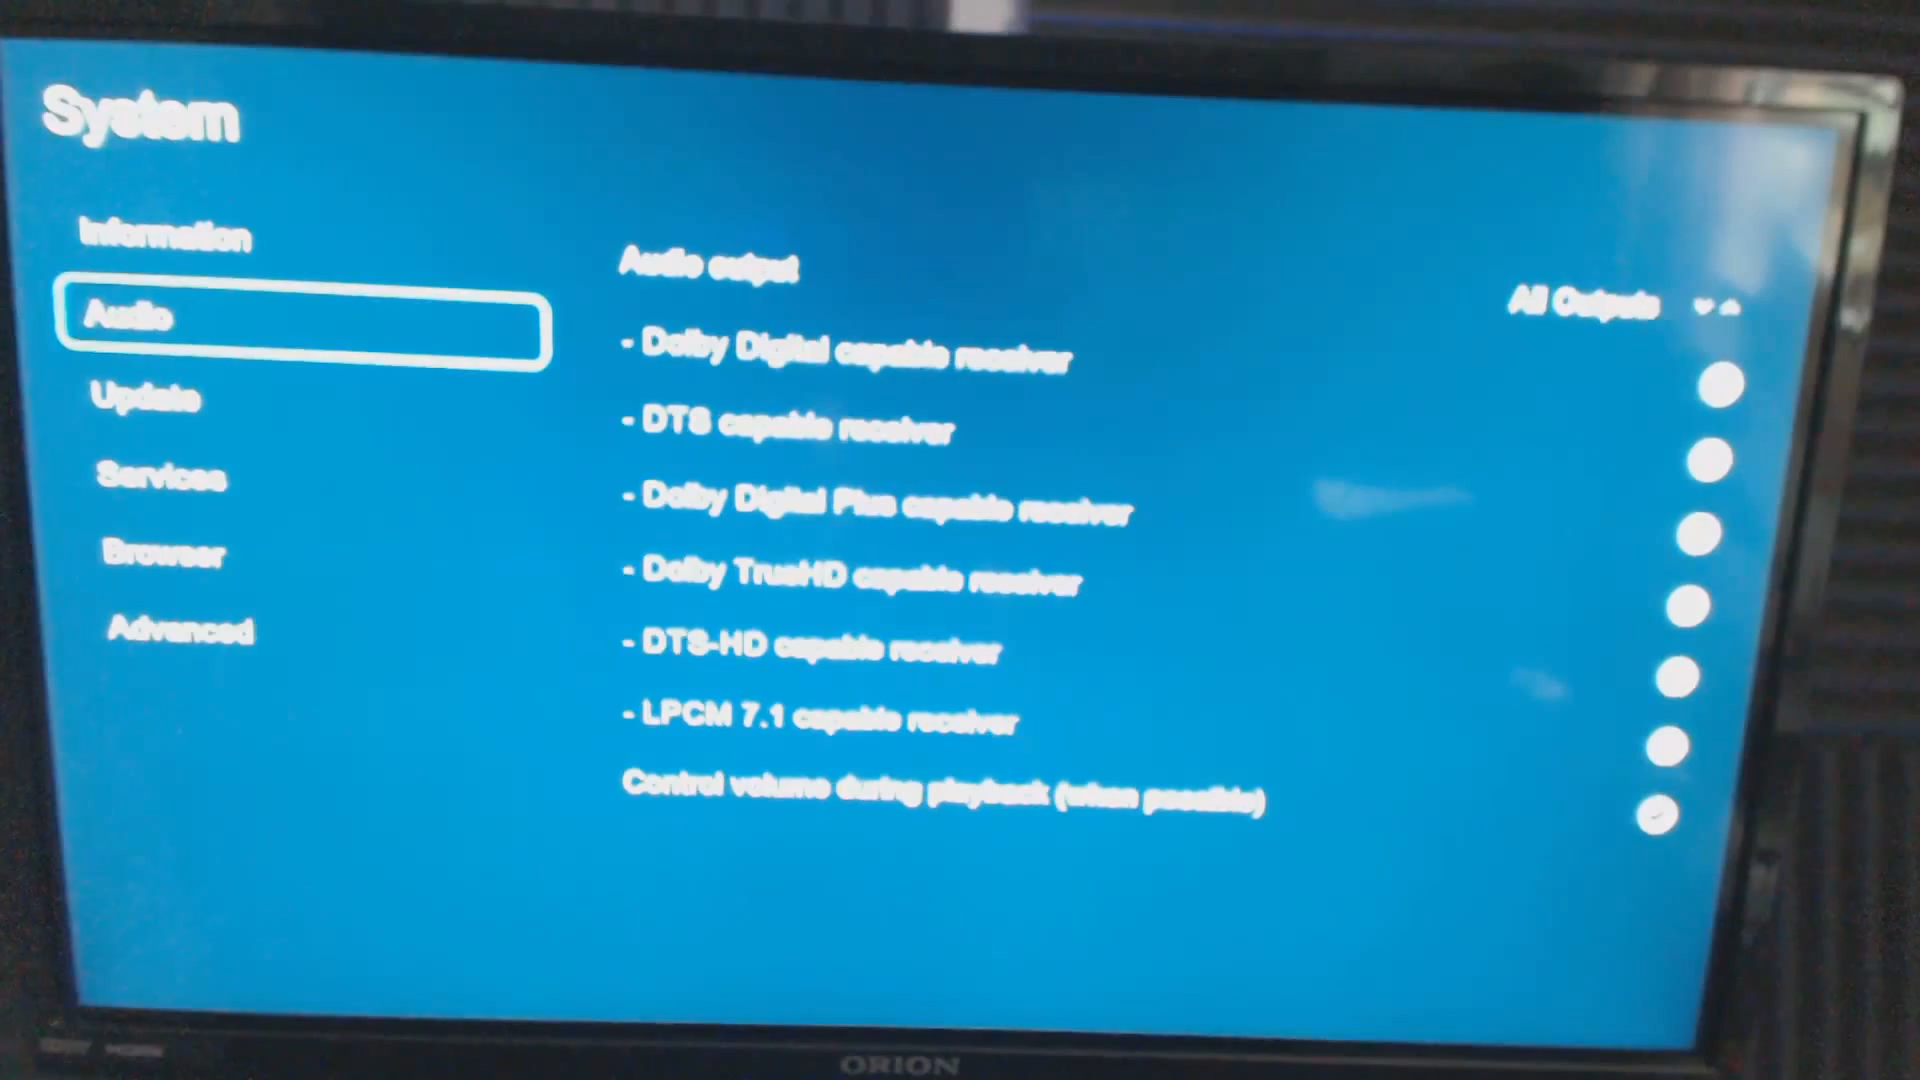 System
Information
Audio
Update
Services
Browser
Advanced
Audio output
All Outputs
- Dolby Digital capable receiver
- DTS capable receiver
- Dolby Digital Plus capable receiver
- Dolby TrueHD capable receiver
- DTS-HD capable receiver
- LPCM 7.1 capable receiver
Control volume during playback (when possible)
ORION